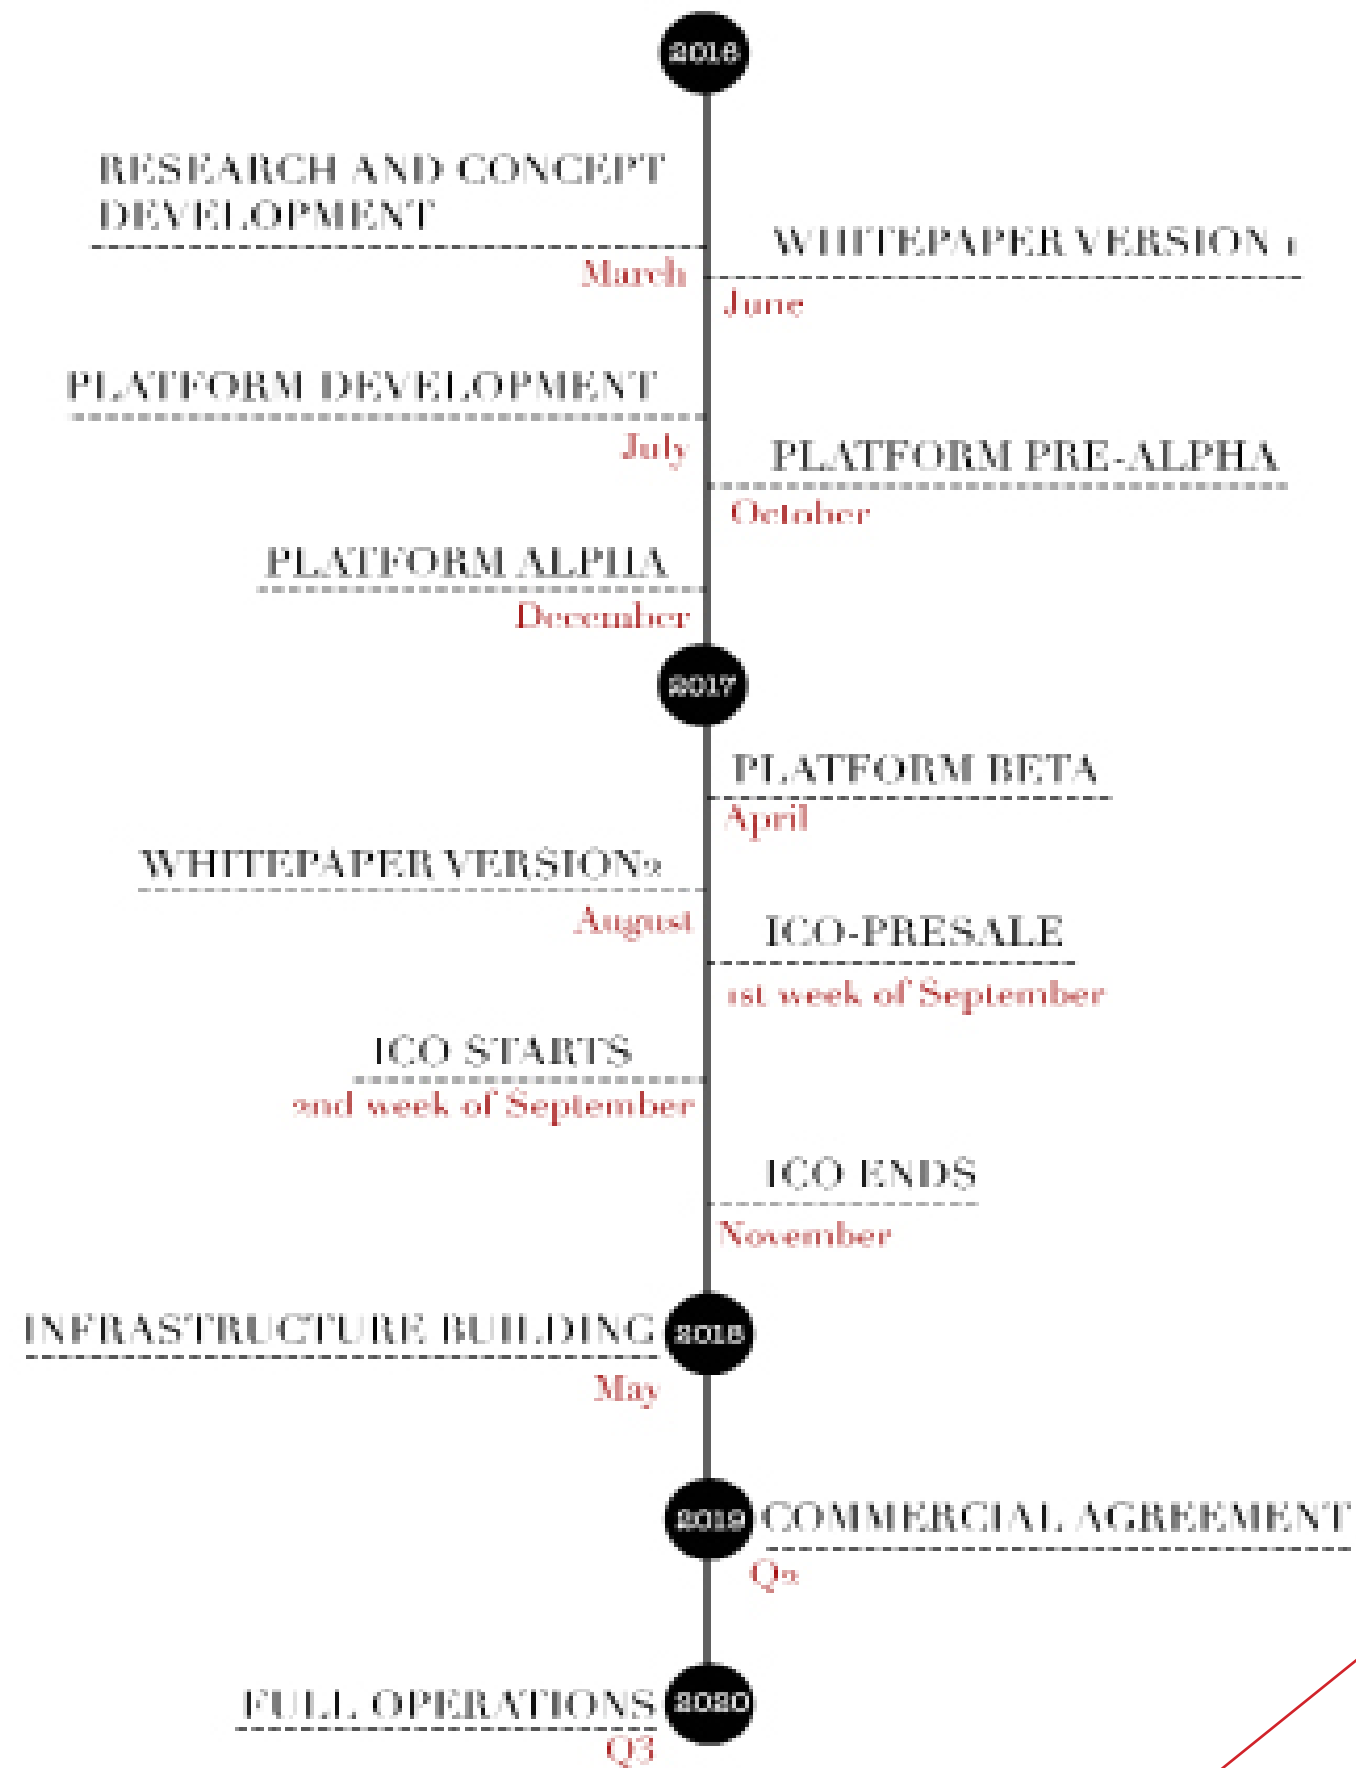 2016
RESEARCH AND CONCEPT
DEVELOPMENT
March
WHITEPAPER VERSION 1
June
PLATFORM DEVELOPMENT
July
PLATFORM PRE-ALPHA
October
PLATFORM ALPHA
December
2017
PLATFORM BETA
April
WHITEPAPER VERSION2
August
ICO-PRESALE
1st week of September
ICO STARTS
2nd week of September
ICO ENDS
November
INFRASTRUCTURE BUILDING
2018
May
2019
COMMERCIAL AGREEMENT
Q2
FULL OPERATIONS
2020
Q3